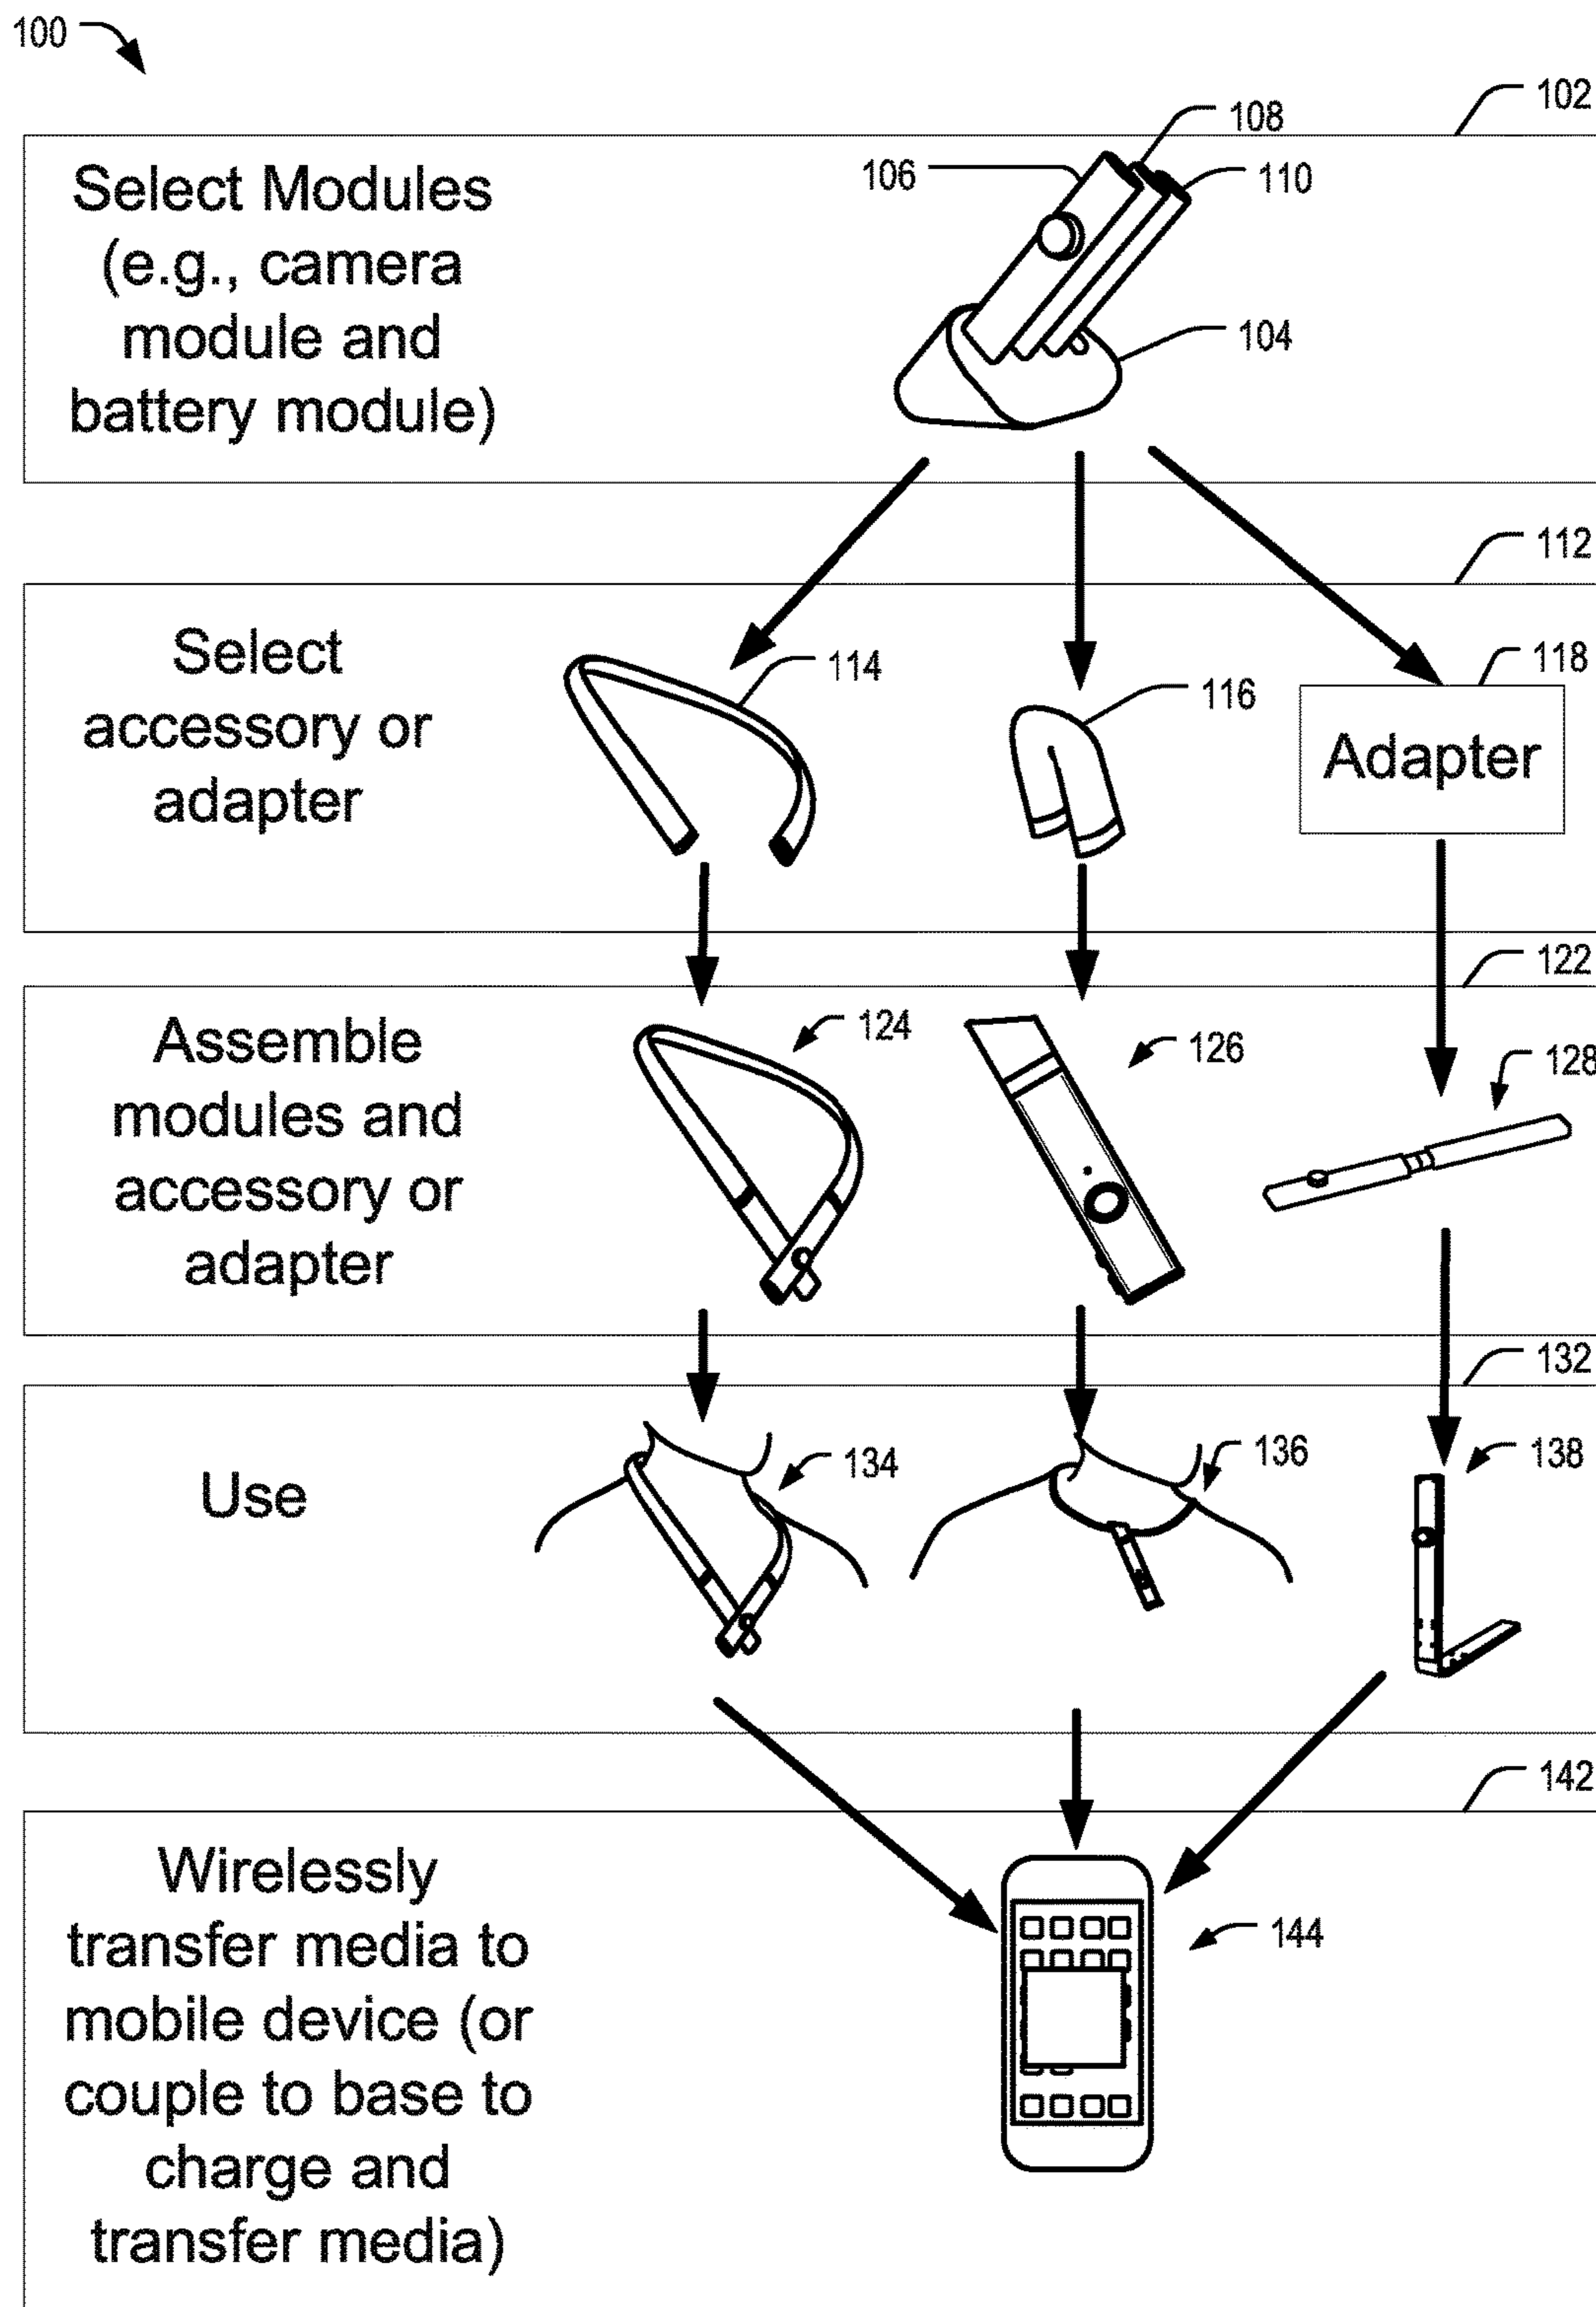 100
102
108
106
110
Select Modules
(e.g., camera
module and
battery module)
104
112
Select
accessory or
adapter
114
116
118
Adapter
122
Assemble
modules and
accessory or
adapter
124
126
128
132
Use
134
136
138
142
Wirelessly
transfer media to
mobile device (or
couple to base to
charge and
transfer media)
144